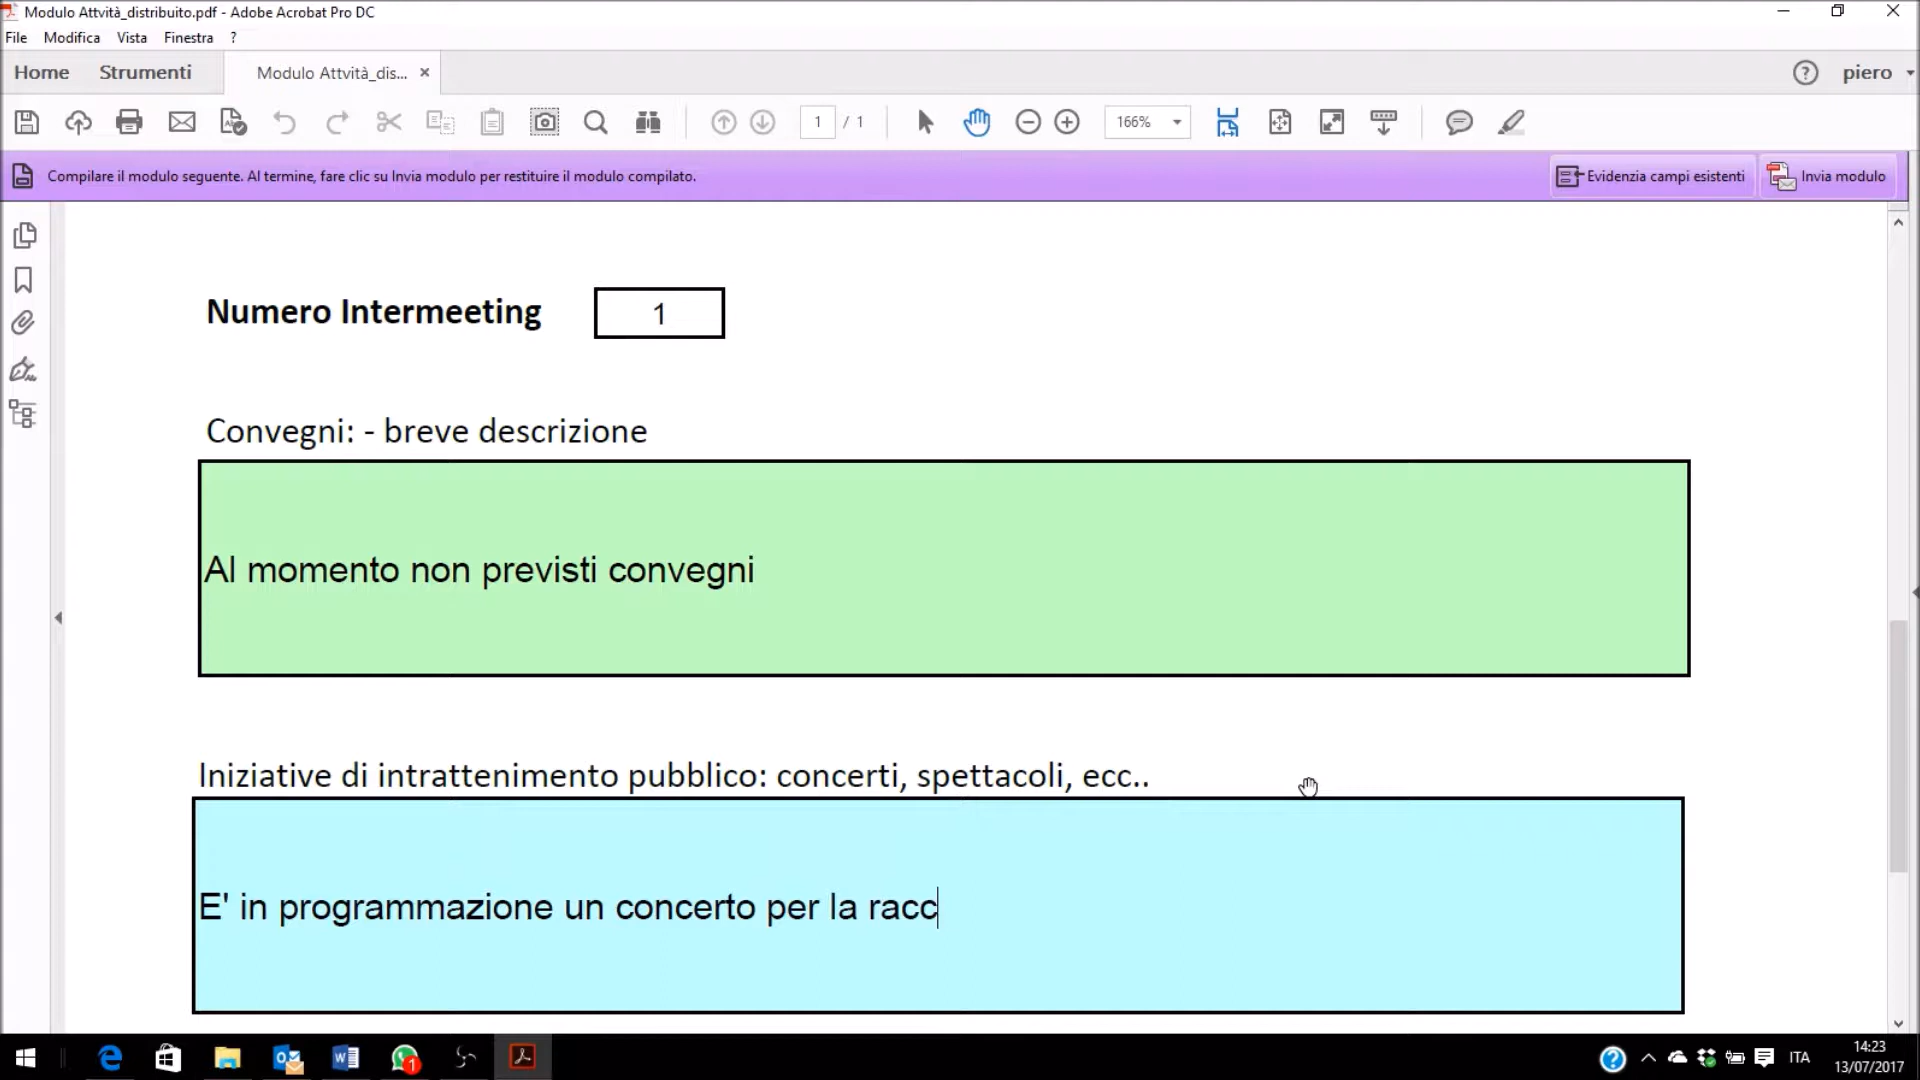 Modulo Attvità_distribuito.pdf - Adobe Acrobat Pro DC
File Modifica Vista Finestra ?
Home Strumenti Modulo Attvità_dis... × ? piero
1 / 1 166%
Compilare il modulo seguente. Al termine, fare clic su Invia modulo per restituire il modulo compilato. Evidenzia campi esistenti Invia modulo
Numero Intermeeting 1
Convegni: - breve descrizione
Al momento non previsti convegni
Iniziative di intrattenimento pubblico: concerti, spettacoli, ecc..
E' in programmazione un concerto per la racc
1 ? ITA 14:23
13/07/2017